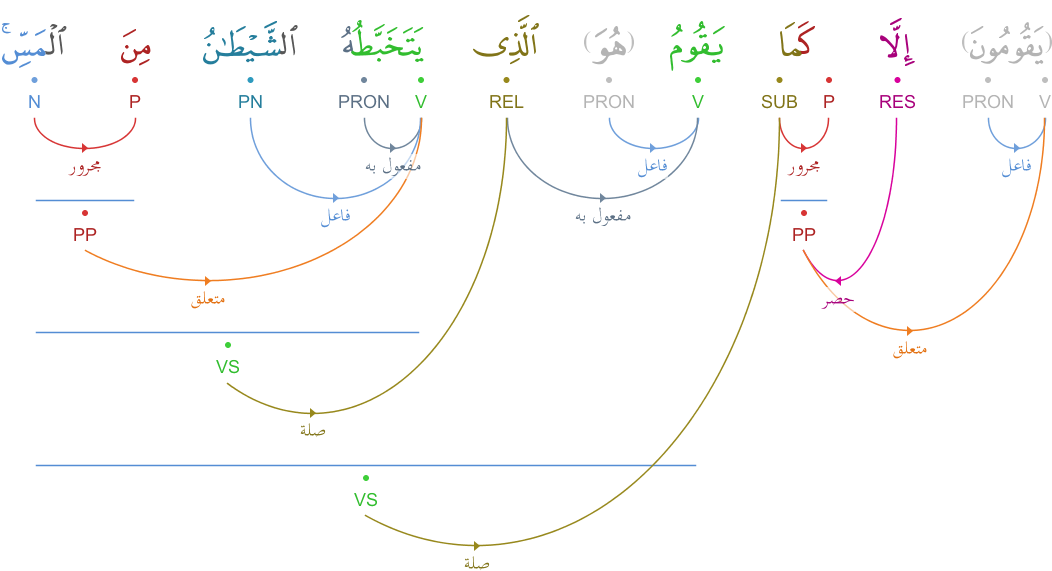 (يَقُومُونَ) إِلَّا كَمَا يَقُومُ (هُوَ) ٱلَّذِى يَتَخَبَّطُهُ ٱلشَّيْطَٰنُ مِنَ ٱلْمَسِّ ۚ
V PRON RES P SUB V PRON REL V PRON PN P N
فاعل مجرور فاعل مفعول به مجرور
مفعول به فاعل
PP PP
حصر متعلق
متعلق
VS
صلة
VS
صلة